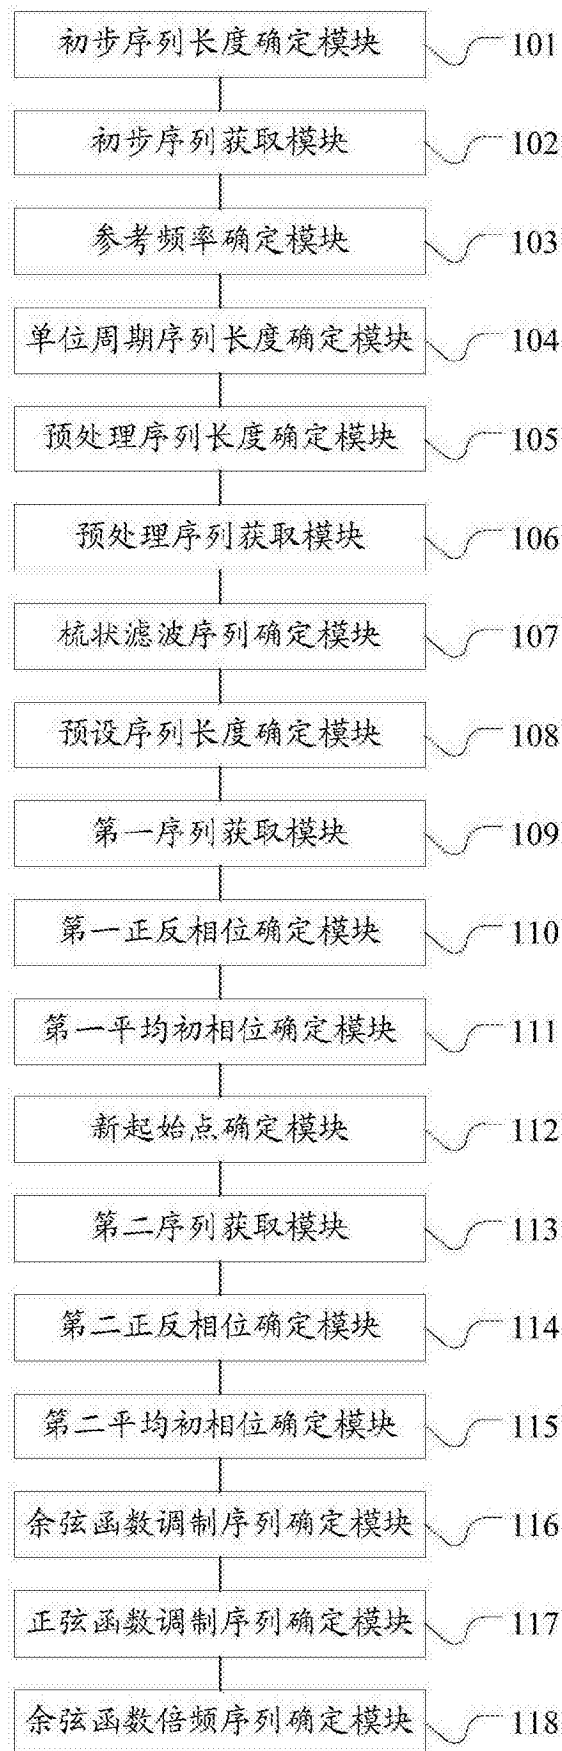 初步序列长度确定模块 101
初步序列获取模块 102
参考频率确定模块 103
单位周期序列长度确定模块 104
预处理序列长度确定模块 105
预处理序列获取模块 106
梳状滤波序列确定模块 107
预设序列长度确定模块 108
第一序列获取模块 109
第一正反相位确定模块 110
第一平均初相位确定模块 111
新起始点确定模块 112
第二序列获取模块 113
第二正反相位确定模块 114
第二平均初相位确定模块 115
余弦函数调制序列确定模块 116
正弦函数调制序列确定模块 117
余弦函数倍频序列确定模块 118